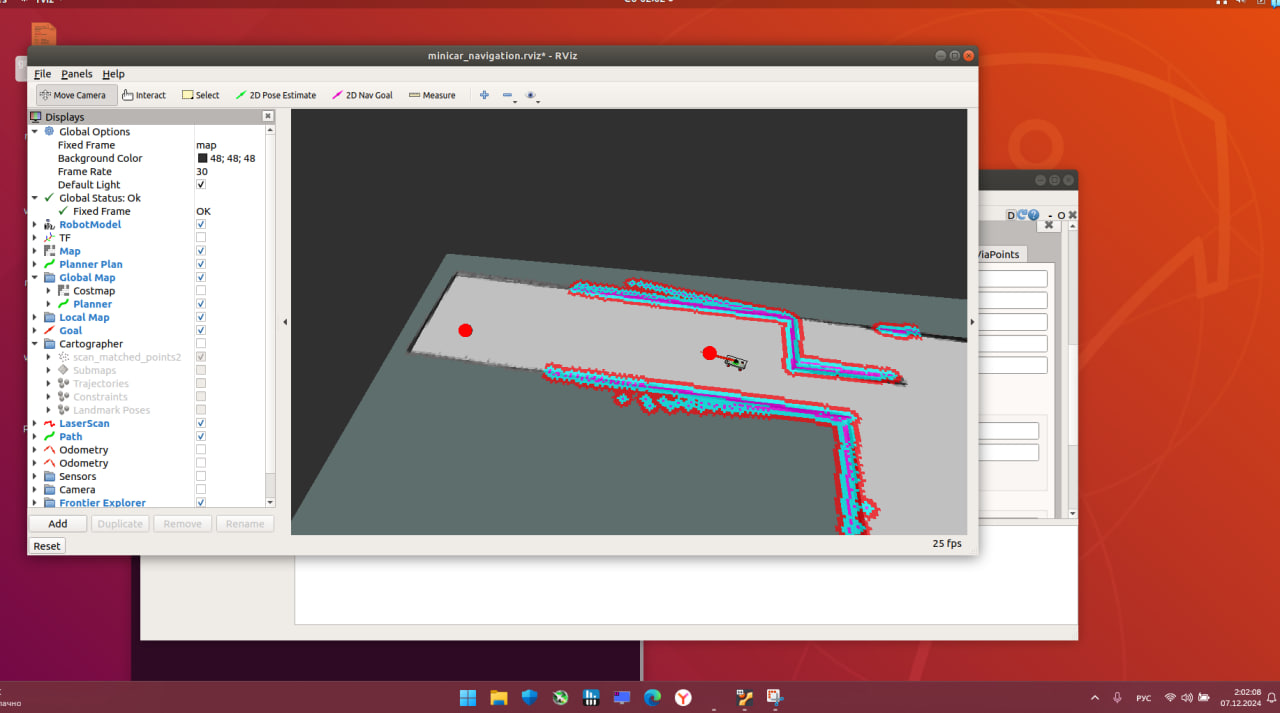 minicar_navigation.rviz* - RViz
File Panels Help
Move Camera Interact Select 2D Pose Estimate 2D Nav Goal Measure
Displays
Global Options
Fixed Frame map
Background Color 48; 48; 48
Frame Rate 30
Default Light
Global Status: Ok
Fixed Frame OK
RobotModel
TF
Map
Planner Plan
Global Map
Costmap
Planner
Local Map
Goal
Cartographer
scan_matched_points2
Submaps
Trajectories
Constraints
Landmark Poses
LaserScan
Path
Odometry
Odometry
Sensors
Camera
Frontier Explorer
Add Duplicate Remove Rename
Reset
25 fps
D ? - O
ViaPoints
РУС
2:02:08
07.12.2024